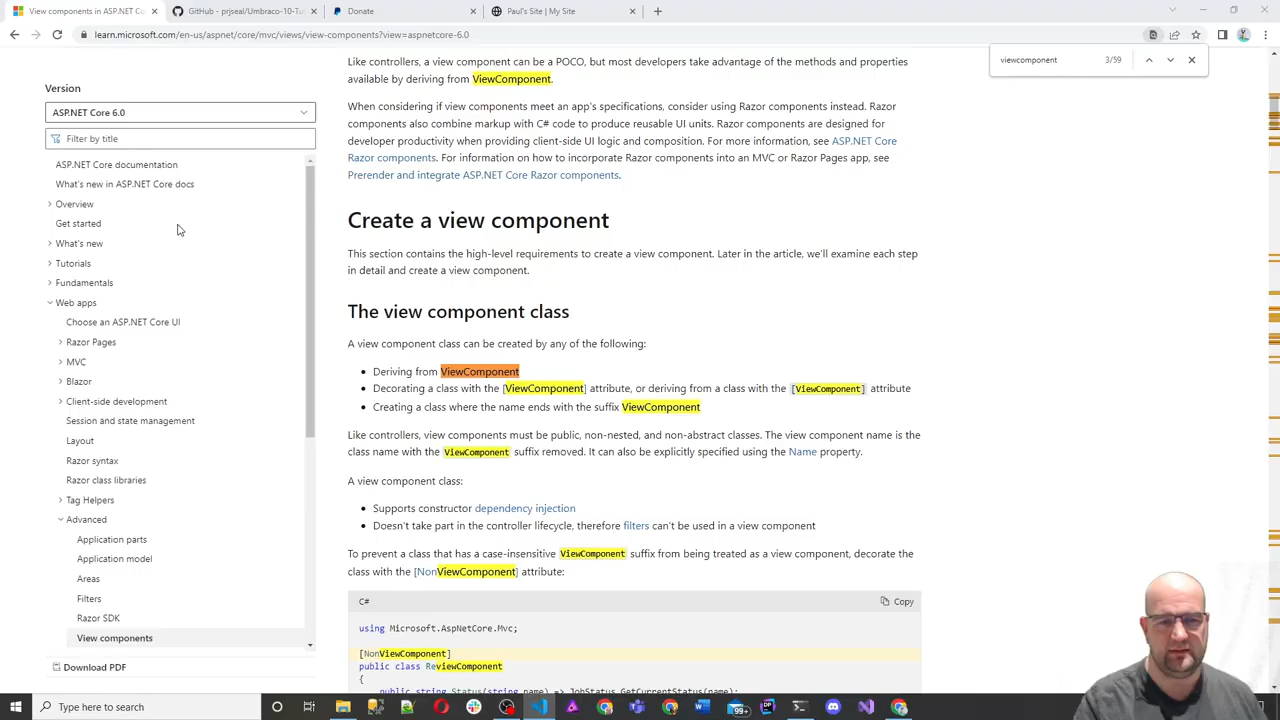 View components in ASP.NET Co
GitHub - prjseal/Umbraco-10-Tu
Donate
Paul's Site | My Site
learn.microsoft.com/en-us/aspnet/core/mvc/views/view-components?view=aspnetcore-6.0
viewcomponent
3/59
Version
ASP.NET Core 6.0
Filter by title
ASP.NET Core documentation
What's new in ASP.NET Core docs
Overview
Get started
What's new
Tutorials
Fundamentals
Web apps
Choose an ASP.NET Core UI
Razor Pages
MVC
Blazor
Client-side development
Session and state management
Layout
Razor syntax
Razor class libraries
Tag Helpers
Advanced
Application parts
Application model
Areas
Filters
Razor SDK
View components
Download PDF
Like controllers, a view component can be a POCO, but most developers take advantage of the methods and properties
available by deriving from ViewComponent.
When considering if view components meet an app's specifications, consider using Razor components instead. Razor
components also combine markup with C# code to produce reusable UI units. Razor components are designed for
developer productivity when providing client-side UI logic and composition. For more information, see ASP.NET Core
Razor components. For information on how to incorporate Razor components into an MVC or Razor Pages app, see
Prerender and integrate ASP.NET Core Razor components.
Create a view component
This section contains the high-level requirements to create a view component. Later in the article, we'll examine each step
in detail and create a view component.
The view component class
A view component class can be created by any of the following:
Deriving from ViewComponent
Decorating a class with the [ViewComponent] attribute, or deriving from a class with the [ViewComponent] attribute
Creating a class where the name ends with the suffix ViewComponent
Like controllers, view components must be public, non-nested, and non-abstract classes. The view component name is the
class name with the ViewComponent suffix removed. It can also be explicitly specified using the Name property.
A view component class:
Supports constructor dependency injection
Doesn't take part in the controller lifecycle, therefore filters can't be used in a view component
To prevent a class that has a case-insensitive ViewComponent suffix from being treated as a view component, decorate the
class with the [NonViewComponent] attribute:
C#
Copy
using Microsoft.AspNetCore.Mvc;
[NonViewComponent]
public class ReviewComponent
{
public string Status(string name) => JobStatus.GetCurrentStatus(name);
Type here to search
99+